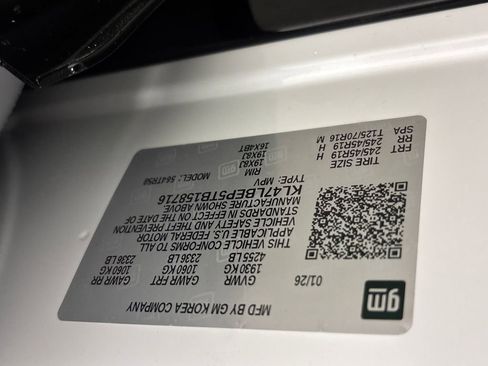 gm
MFD BY GM KOREA COMPANY
01/26 GVWR GAWR FRT GAWR RR
1930 KG 1060 KG 1060 KG
4255 LB 2336 LB 2336 LB
THIS VEHICLE CONFORMS TO ALL
APPLICABLE U.S. FEDERAL MOTOR
VEHICLE SAFETY AND THEFT PREVENTION
STANDARDS IN EFFECT ON THE DATE OF
MANUFACTURE SHOWN ABOVE.
KL47LBEP5TB158716
TYPE: MPV MODEL: 564TR58
TIRE SIZE RIM
FRT 245/45R19 H 19X8J
RR 245/45R19 H 19X8J
SPA T125/70R16 M 16X4BT